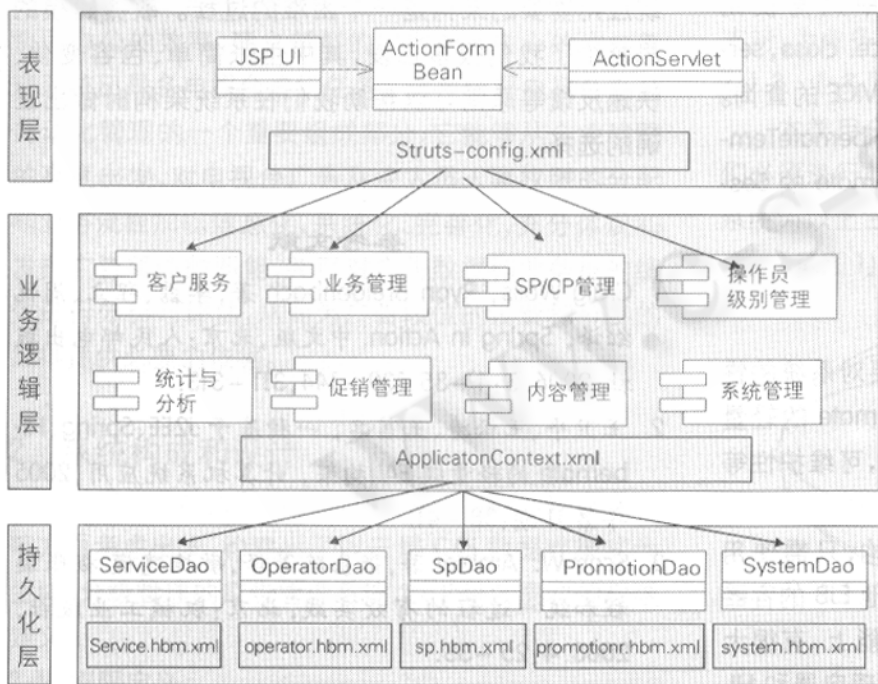 表现层
JSP UI
ActionForm
Bean
ActionServlet
Struts-config.xml
业务逻辑层
客户服务
业务管理
SP/CP管理
操作员
级别管理
统计与
分析
促销管理
内容管理
系统管理
ApplicatonContext.xml
持久化层
ServiceDao
OperatorDao
SpDao
PromotionDao
SystemDao
Service.hbm.xml
operator.hbm.xml
sp.hbm.xml
promotionr.hbm.xml
system.hbm.xml